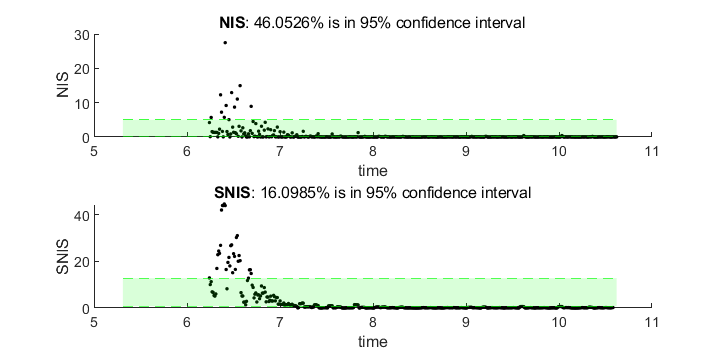 NIS: 46.0526% is in 95% confidence interval
30
20
10
0
NIS
5 6 7 8 9 10 11
time
SNIS: 16.0985% is in 95% confidence interval
40
20
0
SNIS
5 6 7 8 9 10 11
time